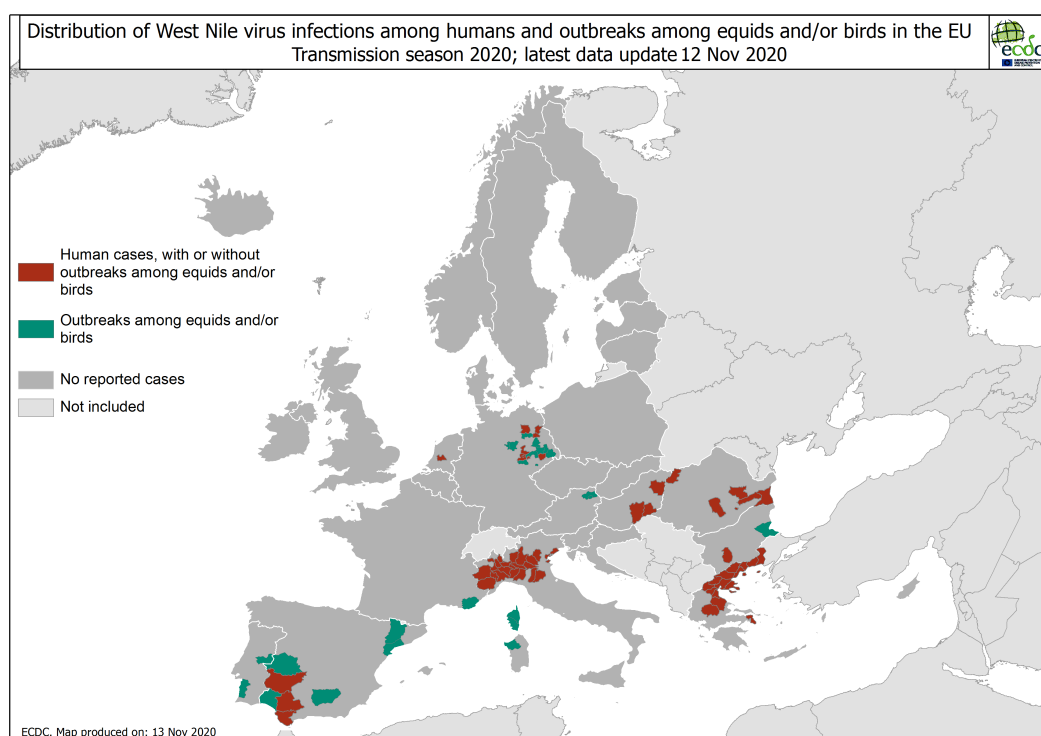 Distribution of West Nile virus infections among humans and outbreaks among equids and/or birds in the EU
Transmission season 2020; latest data update 12 Nov 2020
ecdc
Human cases, with or without
outbreaks among equids and/or
birds
Outbreaks among equids and/or
birds
No reported cases
Not included
ECDC. Map produced on: 13 Nov 2020